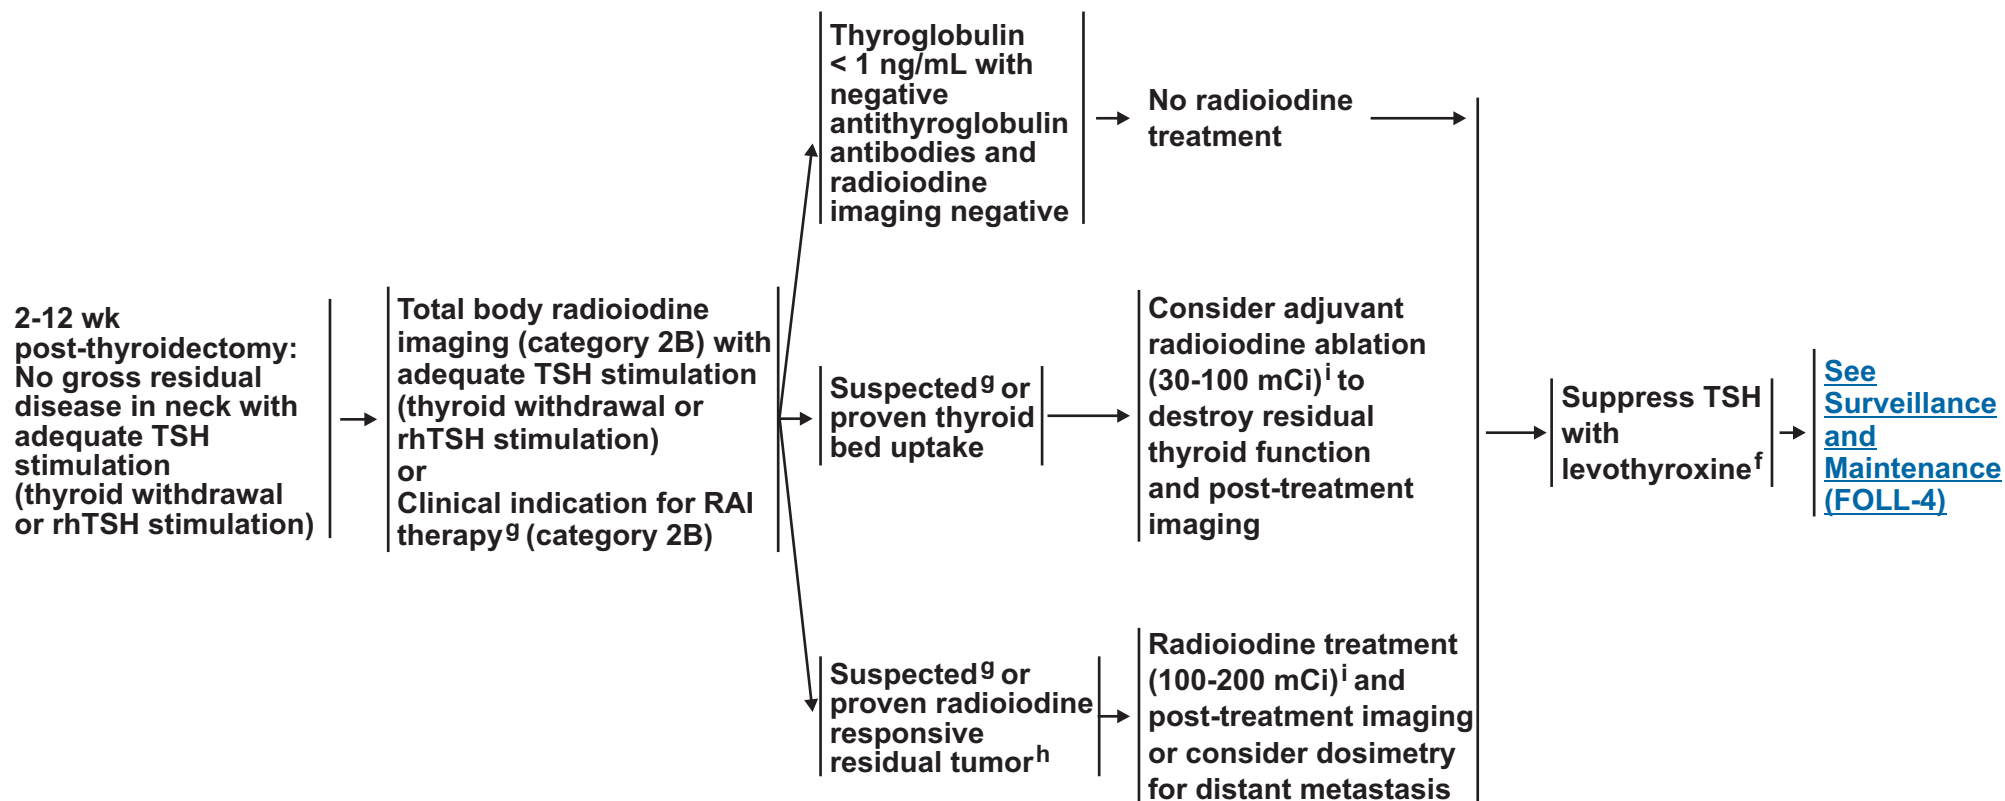 2-12 wk
post-thyroidectomy:
No gross residual
disease in neck with
adequate TSH
stimulation
(thyroid withdrawal
or rhTSH stimulation)
Total body radioiodine
imaging (category 2B) with
adequate TSH stimulation
(thyroid withdrawal or
rhTSH stimulation)
or
Clinical indication for RAI
therapy g (category 2B)
Thyroglobulin
< 1 ng/mL with
negative
antithyroglobulin
antibodies and
radioiodine
imaging negative
No radioiodine
treatment
Suspected g or
proven thyroid
bed uptake
Consider adjuvant
radioiodine ablation
(30-100 mCi) i to
destroy residual
thyroid function
and post-treatment
imaging
Suspected g or
proven radioiodine
responsive
residual tumor h
Radioiodine treatment
(100-200 mCi) i and
post-treatment imaging
or consider dosimetry
for distant metastasis
Suppress TSH
with
levothyroxine f
See
Surveillance
and
Maintenance
(FOLL-4)